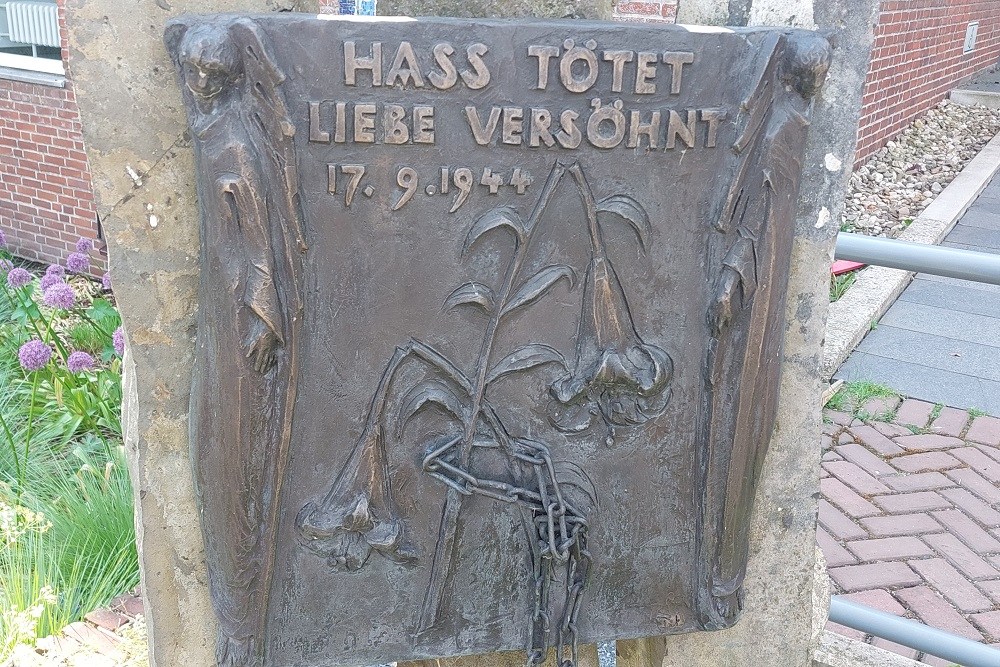 HASS TÖTET
LIEBE VERSÖHNT
17. 9. 1944